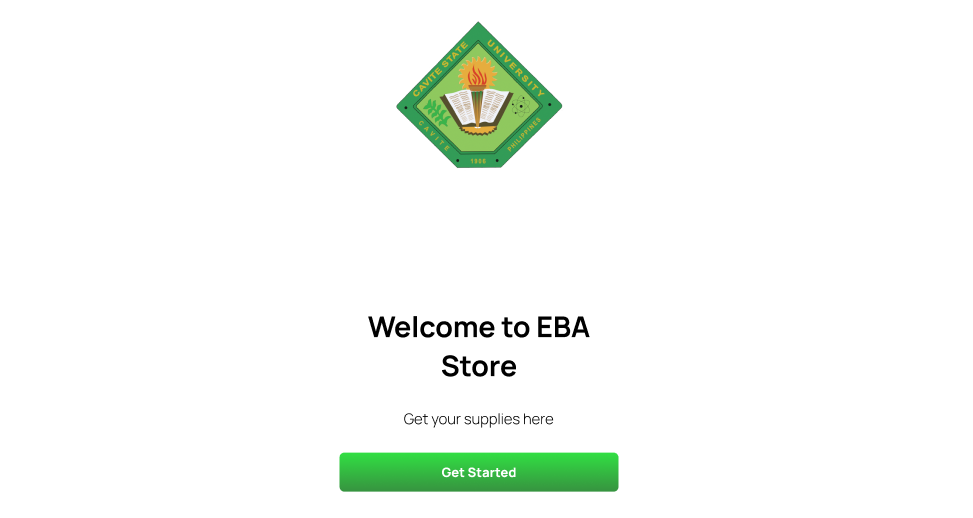 CAVITE STATE UNIVERSITY
CAVITE
1906
PHILIPPINES
Welcome to EBA
Store
Get your supplies here
Get Started